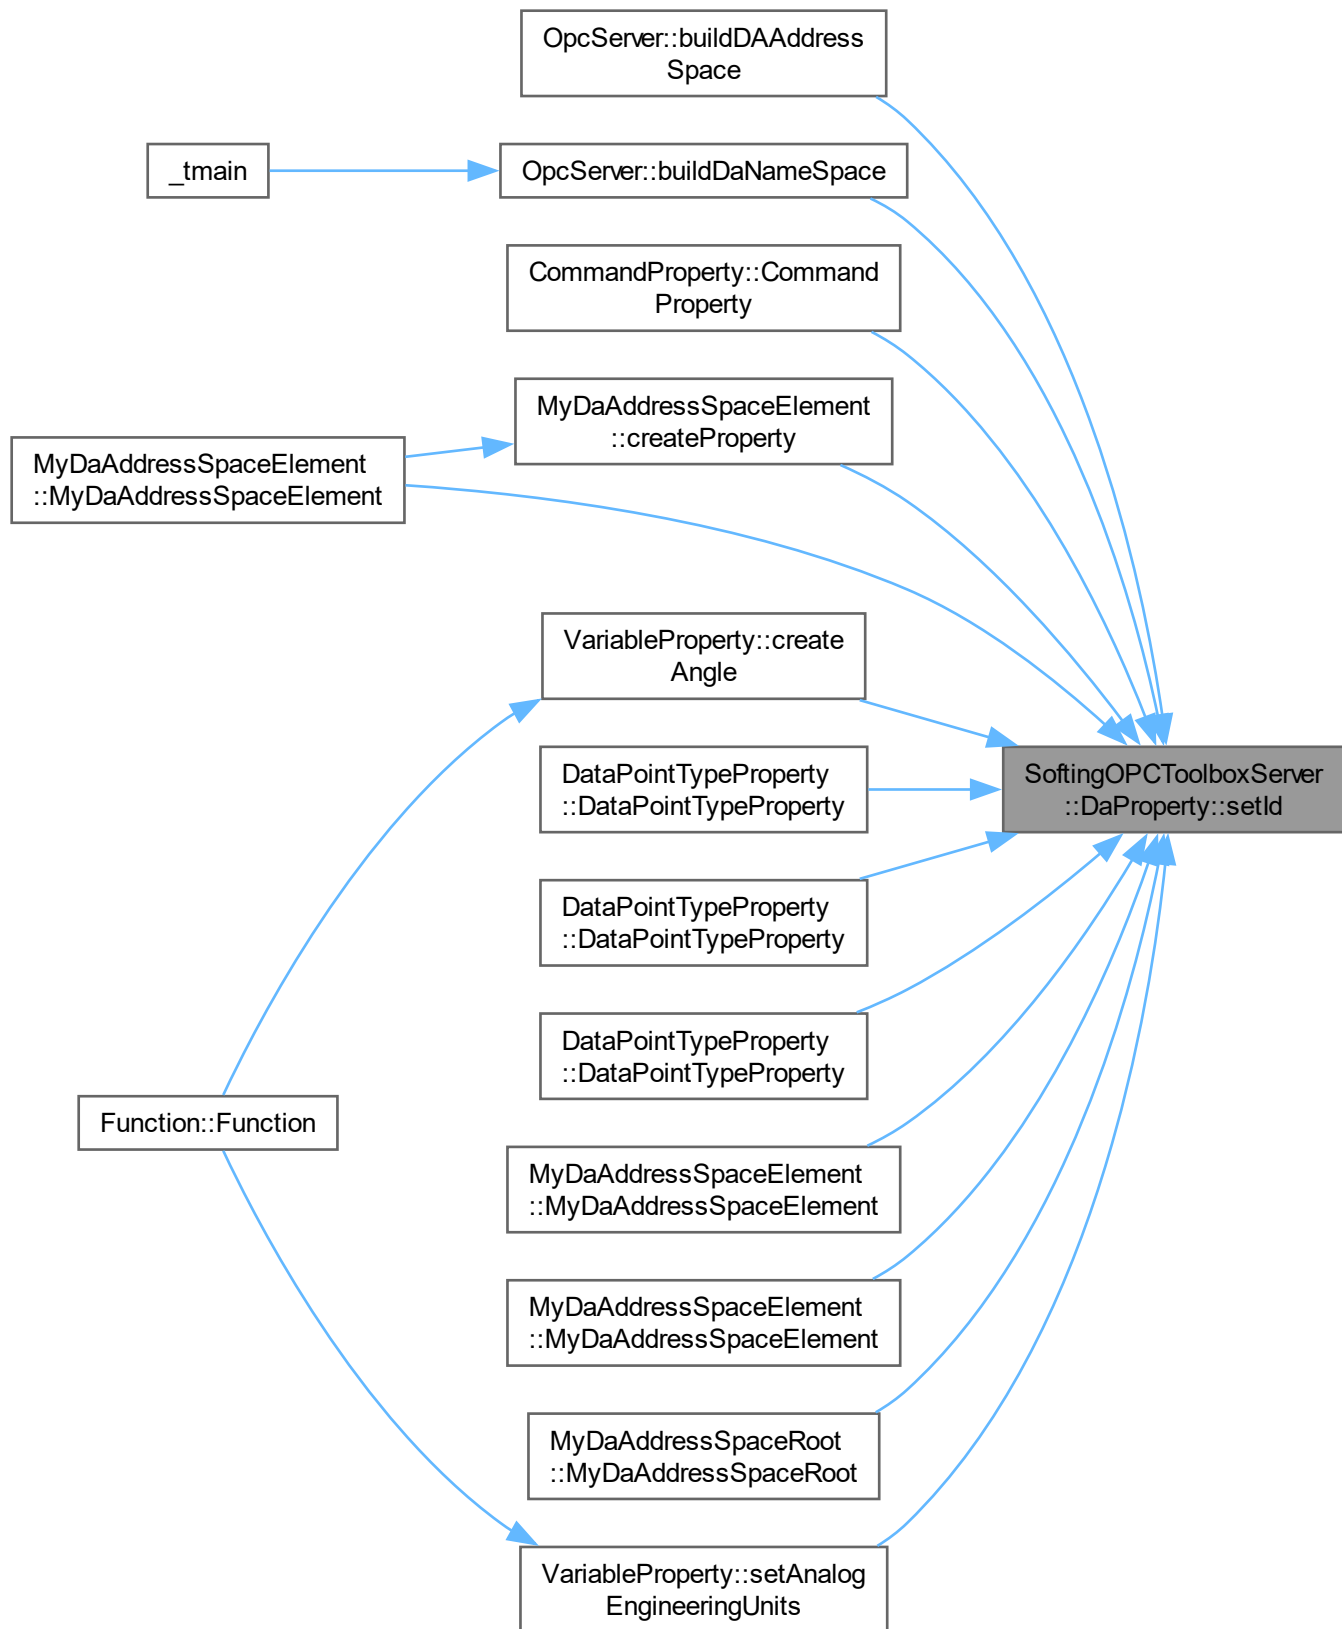 OpcServer::buildDAAddress
Space
_tmain
OpcServer::buildDaNameSpace
CommandProperty::Command
Property
MyDaAddressSpaceElement
::createProperty
MyDaAddressSpaceElement
::MyDaAddressSpaceElement
VariableProperty::create
Angle
DataPointTypeProperty
::DataPointTypeProperty
SoftingOPCToolboxServer
::DaProperty::setId
DataPointTypeProperty
::DataPointTypeProperty
DataPointTypeProperty
::DataPointTypeProperty
Function::Function
MyDaAddressSpaceElement
::MyDaAddressSpaceElement
MyDaAddressSpaceElement
::MyDaAddressSpaceElement
MyDaAddressSpaceRoot
::MyDaAddressSpaceRoot
VariableProperty::setAnalog
EngineeringUnits